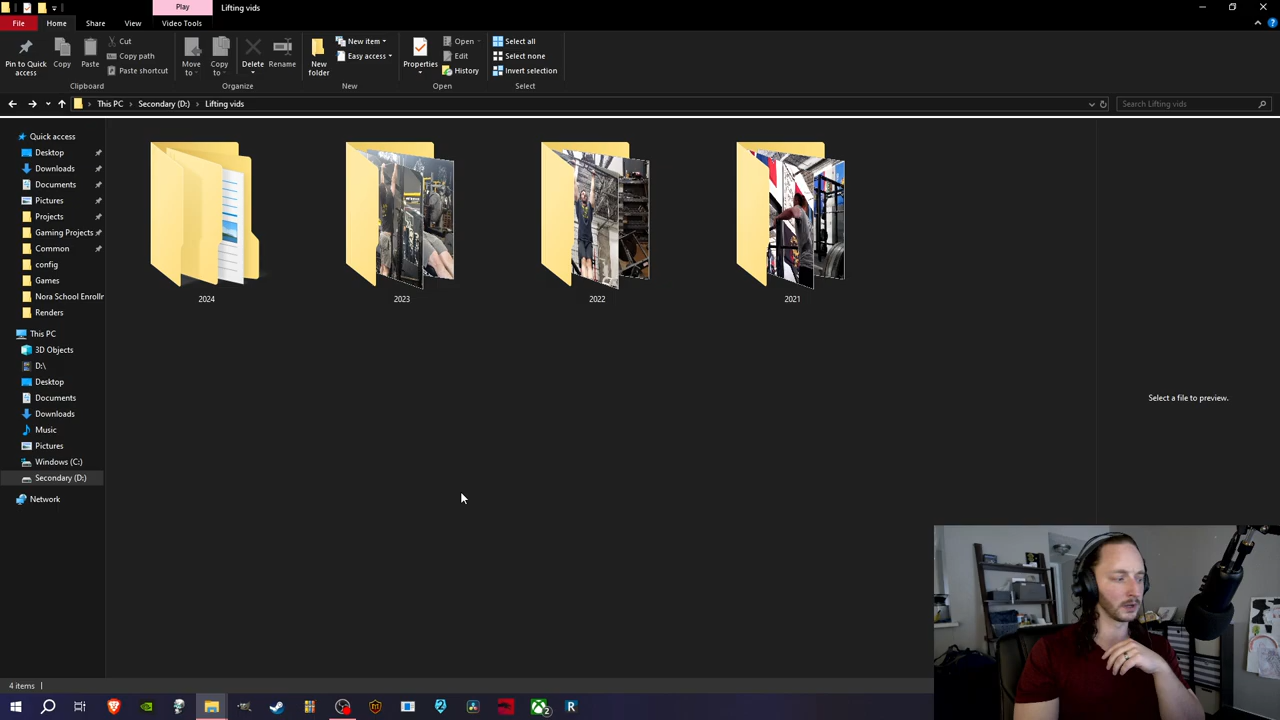 Play
Lifting vids
File
Home
Share
View
Video Tools
Pin to Quick access
Copy
Paste
Cut
Copy path
Paste shortcut
Clipboard
Move to
Copy to
Delete
Rename
Organize
New folder
New item
Easy access
New
Properties
Open
Edit
History
Open
Select all
Select none
Invert selection
Select
This PC
Secondary (D:)
Lifting vids
Search Lifting vids
Quick access
Desktop
Downloads
Documents
Pictures
Projects
Gaming Projects
Common
config
Games
Nora School Enrollr
Renders
This PC
3D Objects
D:\
Desktop
Documents
Downloads
Music
Pictures
Windows (C:)
Secondary (D:)
Network
2024
2023
2022
2021
Select a file to preview.
4 items